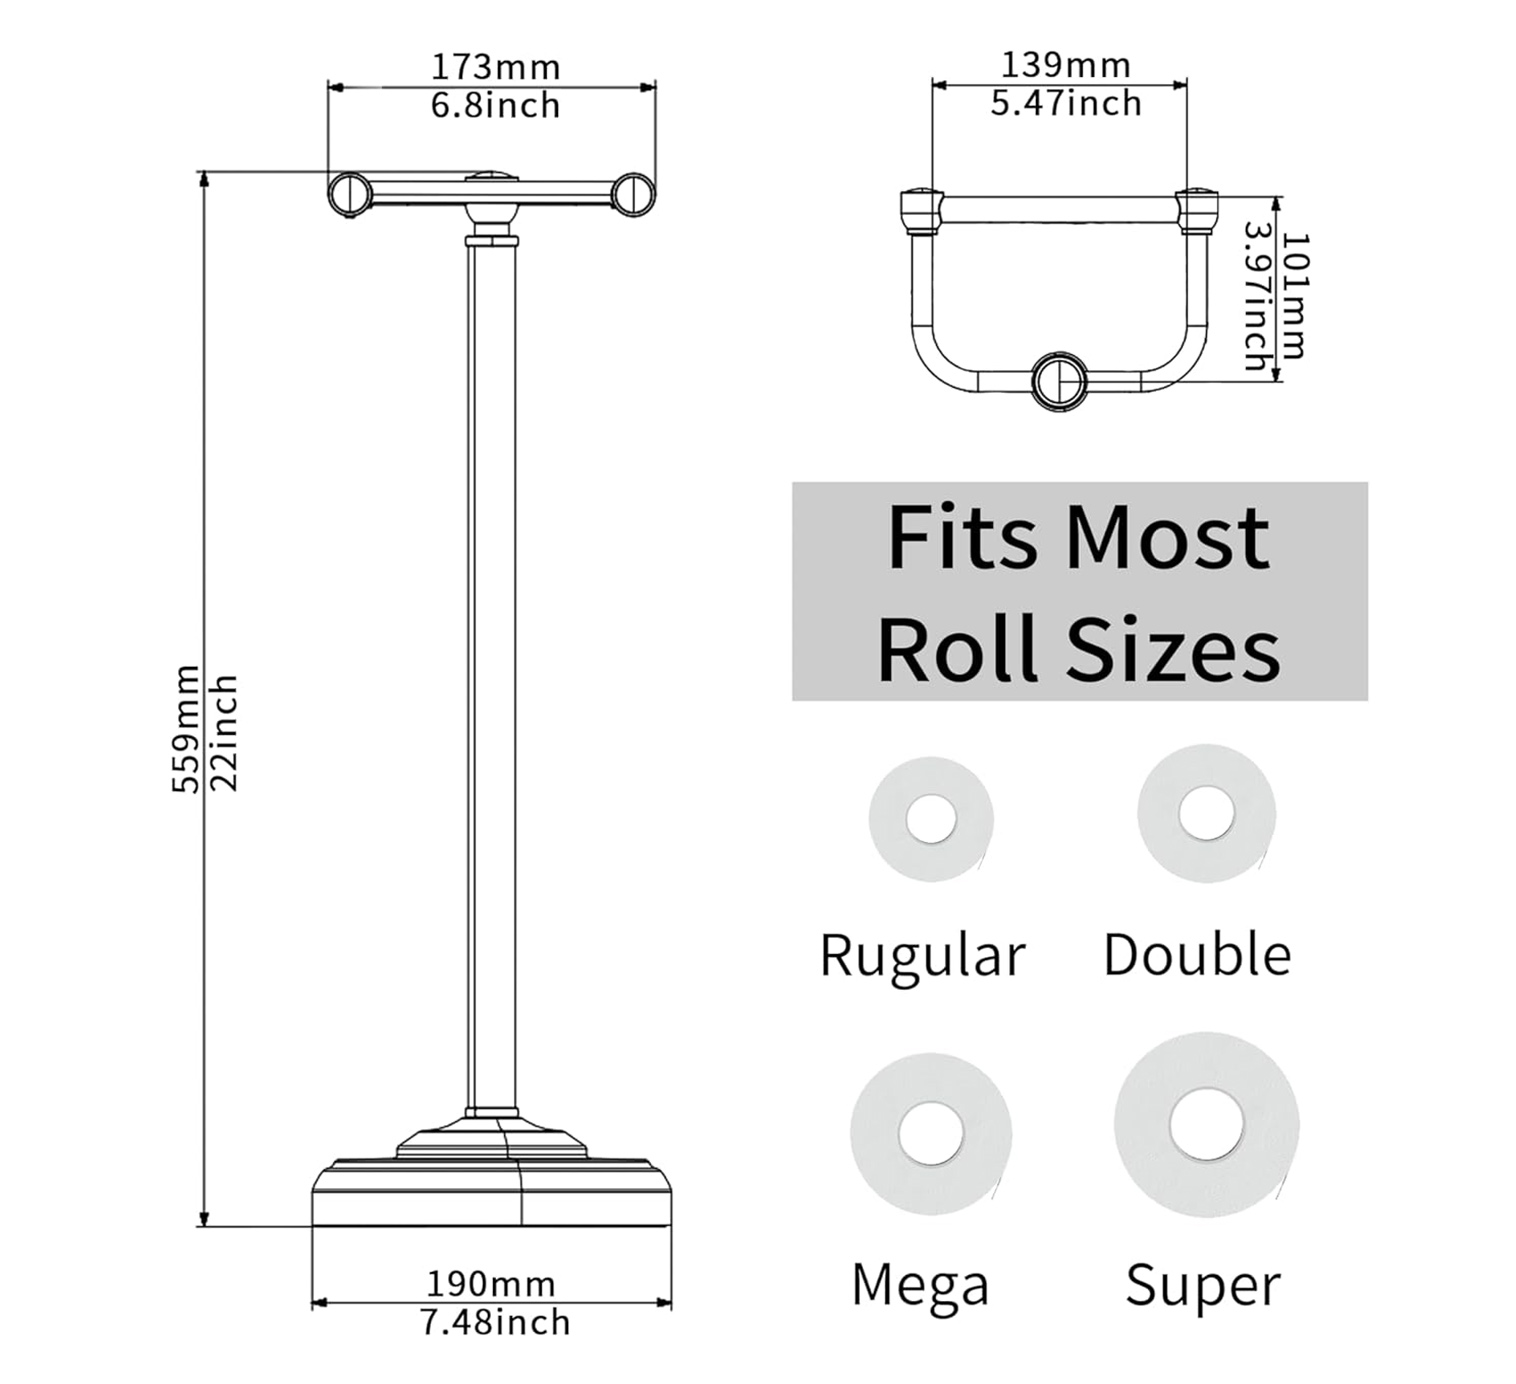 173mm
6.8inch
139mm
5.47inch
101mm
3.97inch
559mm
22inch
Fits Most
Roll Sizes
Rugular
Double
Mega
Super
190mm
7.48inch